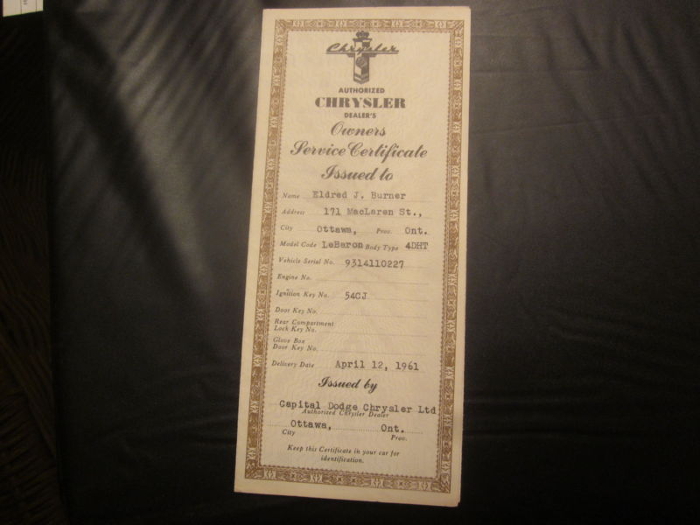 Chrysler
AUTHORIZED
CHRYSLER
DEALER'S
Owners
Service Certificate
Issued to
Name Eldred J. Burner
Address 171 MacLaren St.,
City Ottawa, Prov. Ont.
Model Code LeBaron Body Type 4DHT
Vehicle Serial No. 9314110227
Engine No.
Ignition Key No. 540J
Door Key No.
Rear Compartment
Lock Key No.
Glove Box
Door Key No.
Delivery Date April 12, 1961
Issued by
Capital Dodge Chrysler Ltd
Authorized Chrysler Dealer
Ottawa, Ont.
City Prov.
Keep this Certificate in your car for
identification.